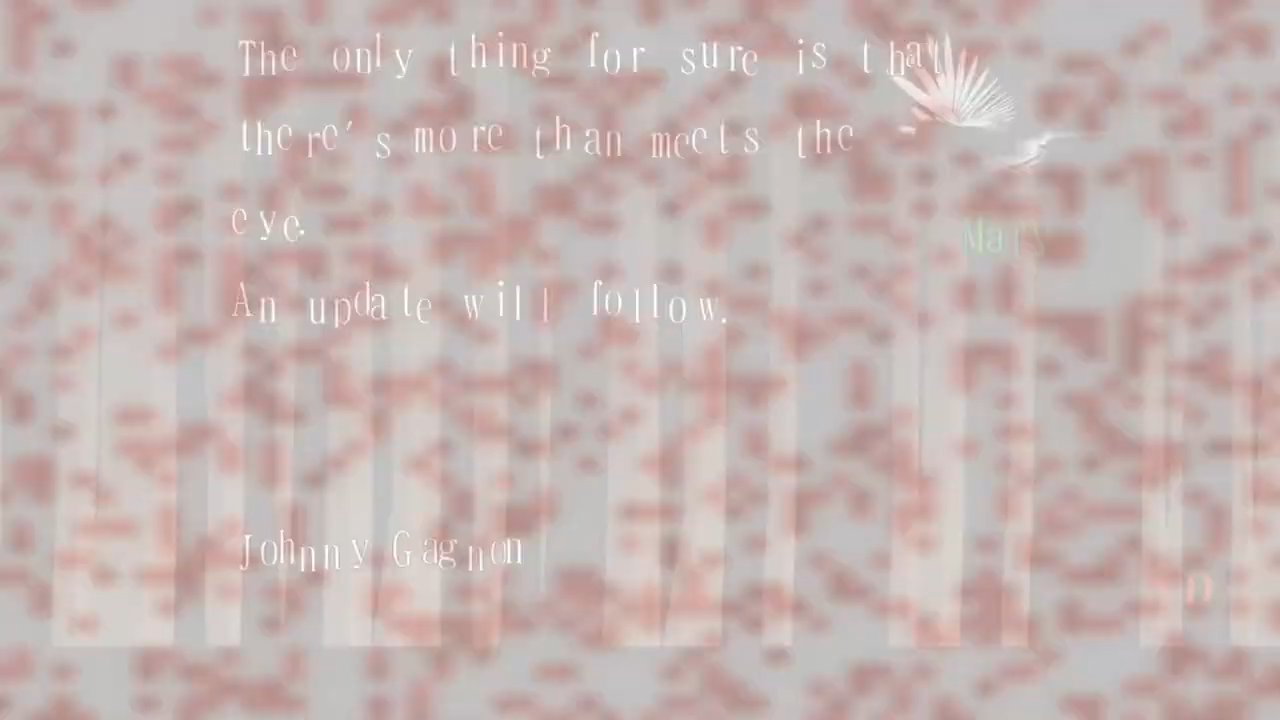 The only thing for sure is that
there's more than meets the
eye.
Mary
An update will follow.
Johnny Gagnon
n